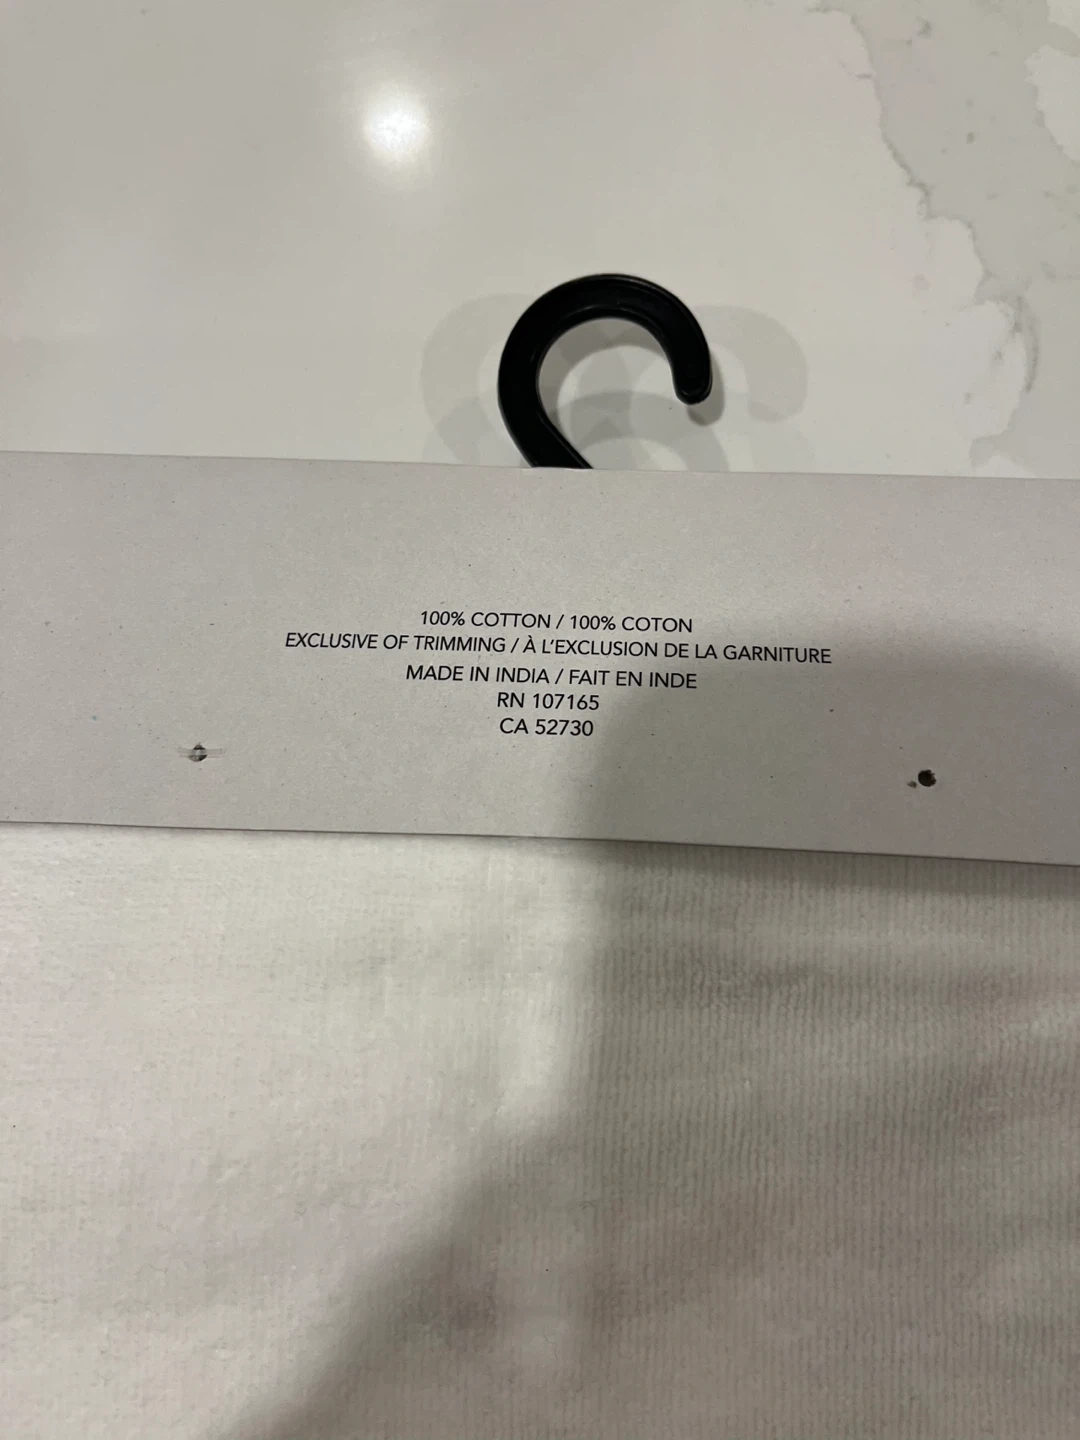 100% COTTON / 100% COTON
EXCLUSIVE OF TRIMMING / À L'EXCLUSION DE LA GARNITURE
MADE IN INDIA / FAIT EN INDE
RN 107165
CA 52730